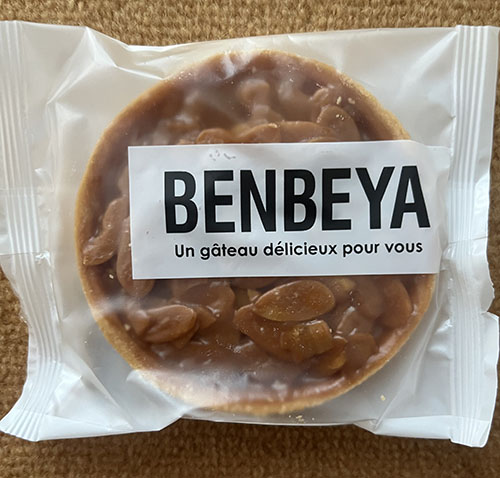 BENBEYA
Un gâteau délicieux pour vous